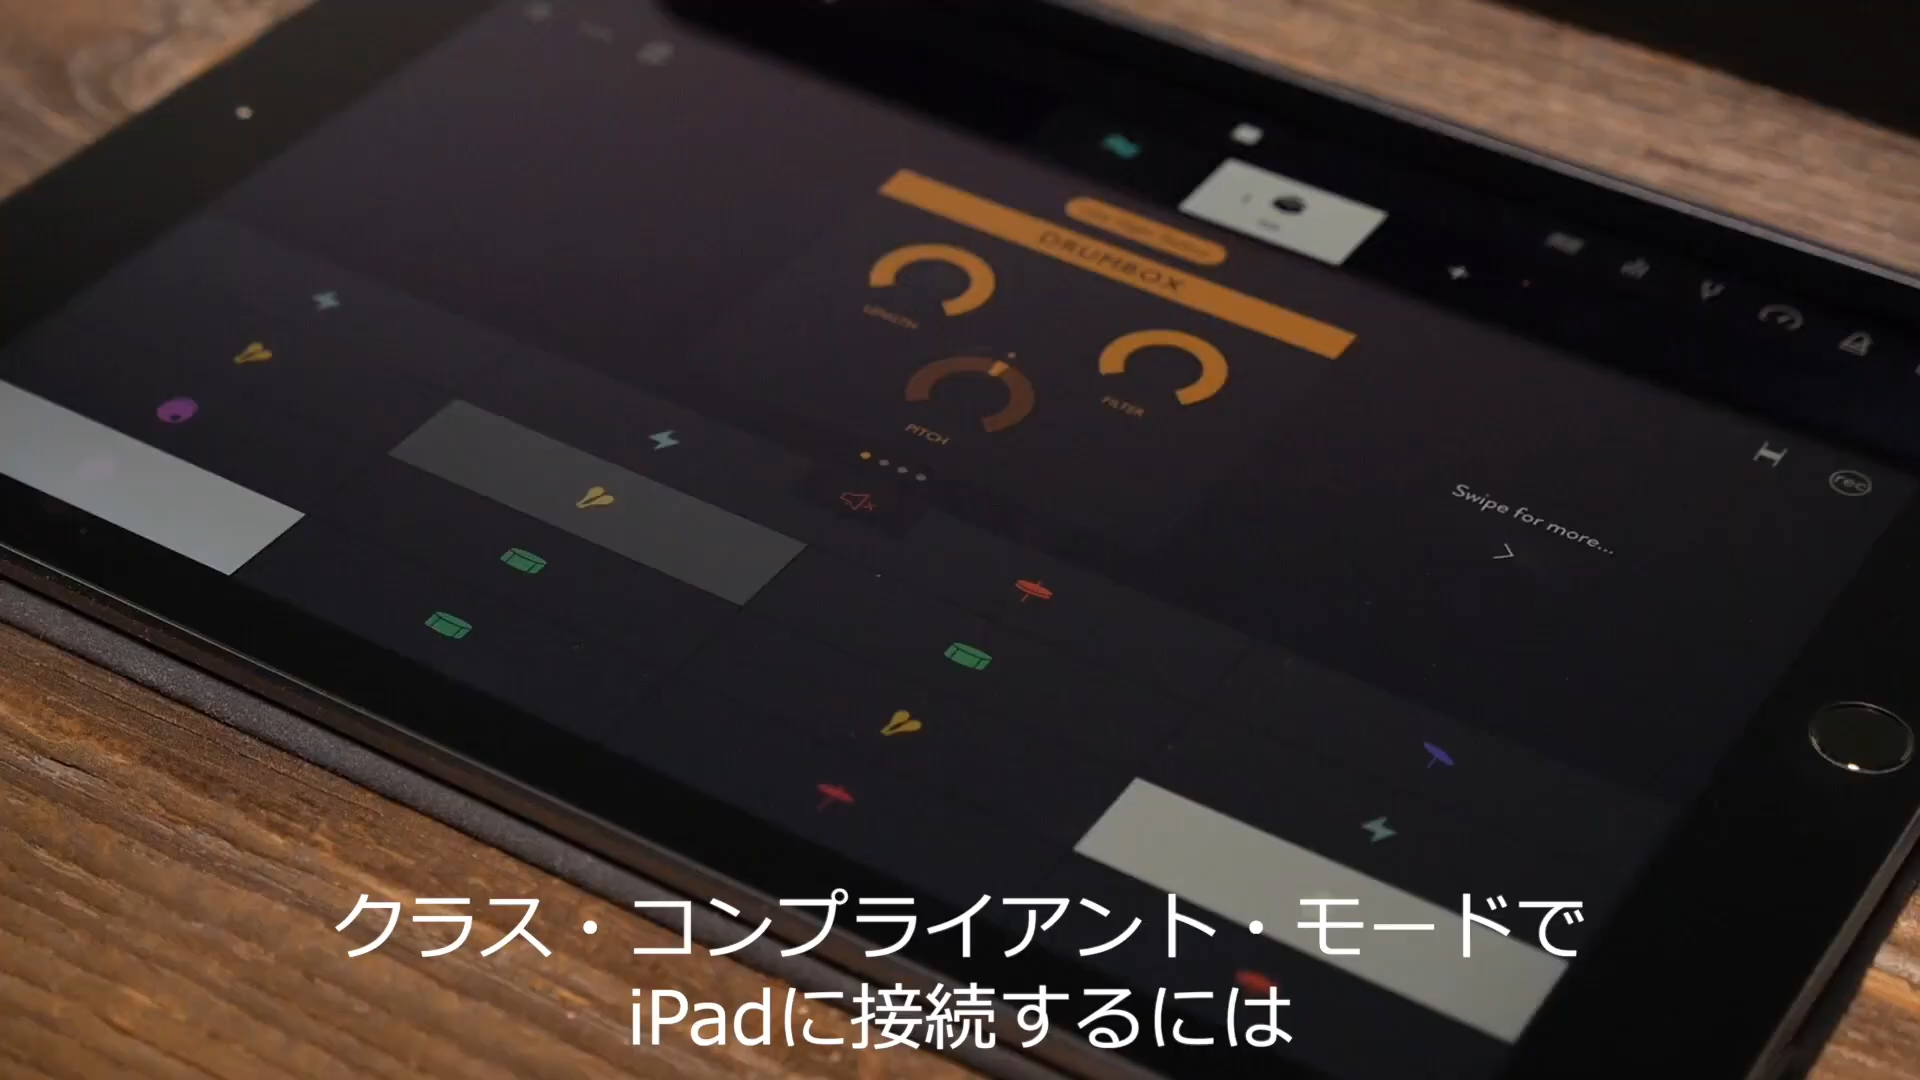 DRUMBOX
LENGTH
FILTER
PITCH
rec
Swipe for more...
クラス・コンプライアント・モードで
iPadに接続するには